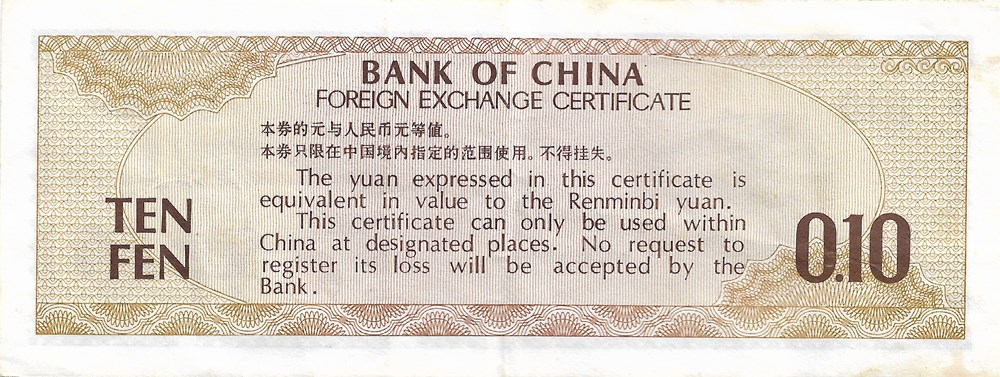 BANK OF CHINA
FOREIGN EXCHANGE CERTIFICATE
本券的元与人民币元等值。
本券只限在中国境内指定的范围使用。不得挂失。
The yuan expressed in this certificate is
equivalent in value to the Renminbi yuan.
This certificate can only be used within
China at designated places. No request to
register its loss will be accepted by the
Bank.
TEN
FEN
0.10